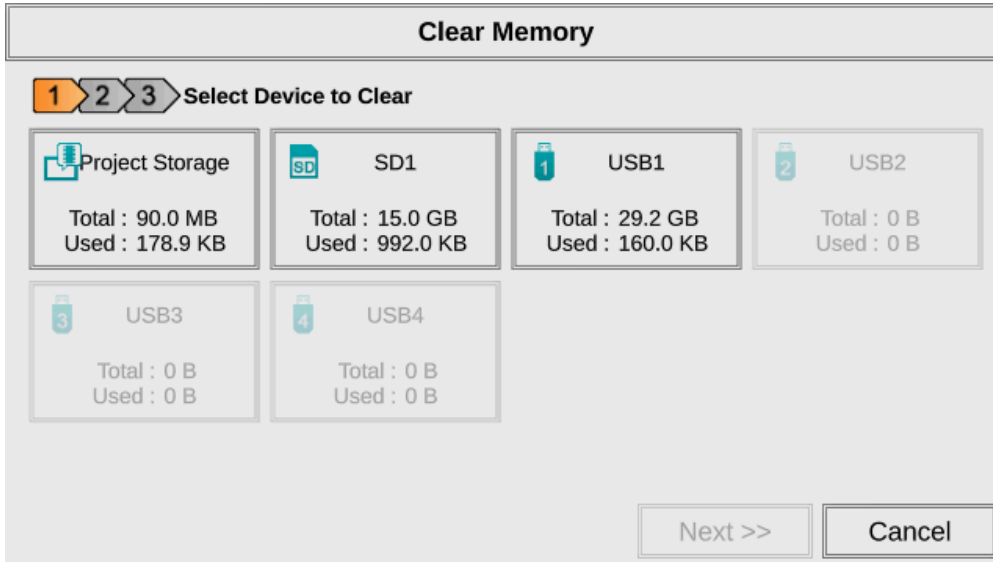 Clear Memory
1 2 3 Select Device to Clear
Project Storage
Total : 90.0 MB
Used : 178.9 KB
SD SD1
Total : 15.0 GB
Used : 992.0 KB
1 USB1
Total : 29.2 GB
Used : 160.0 KB
2 USB2
Total : 0 B
Used : 0 B
3 USB3
Total : 0 B
Used : 0 B
4 USB4
Total : 0 B
Used : 0 B
Next >> Cancel